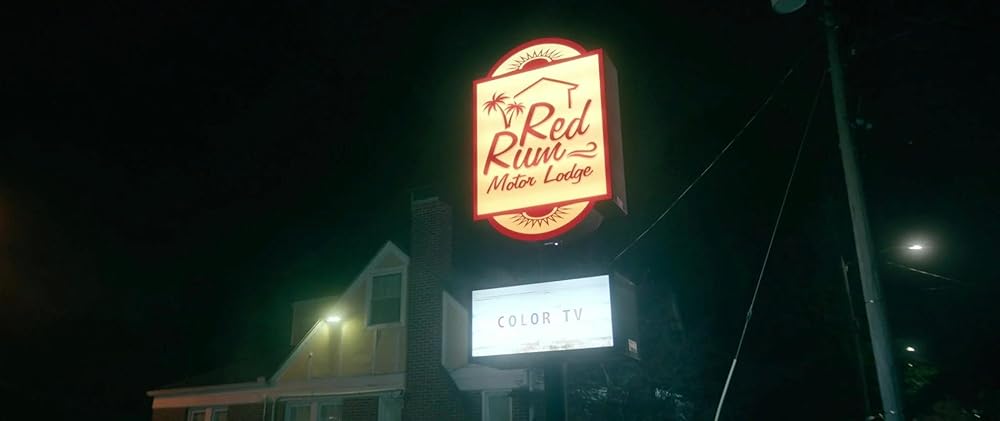 Red
Rum
Motor Lodge
COLOR TV